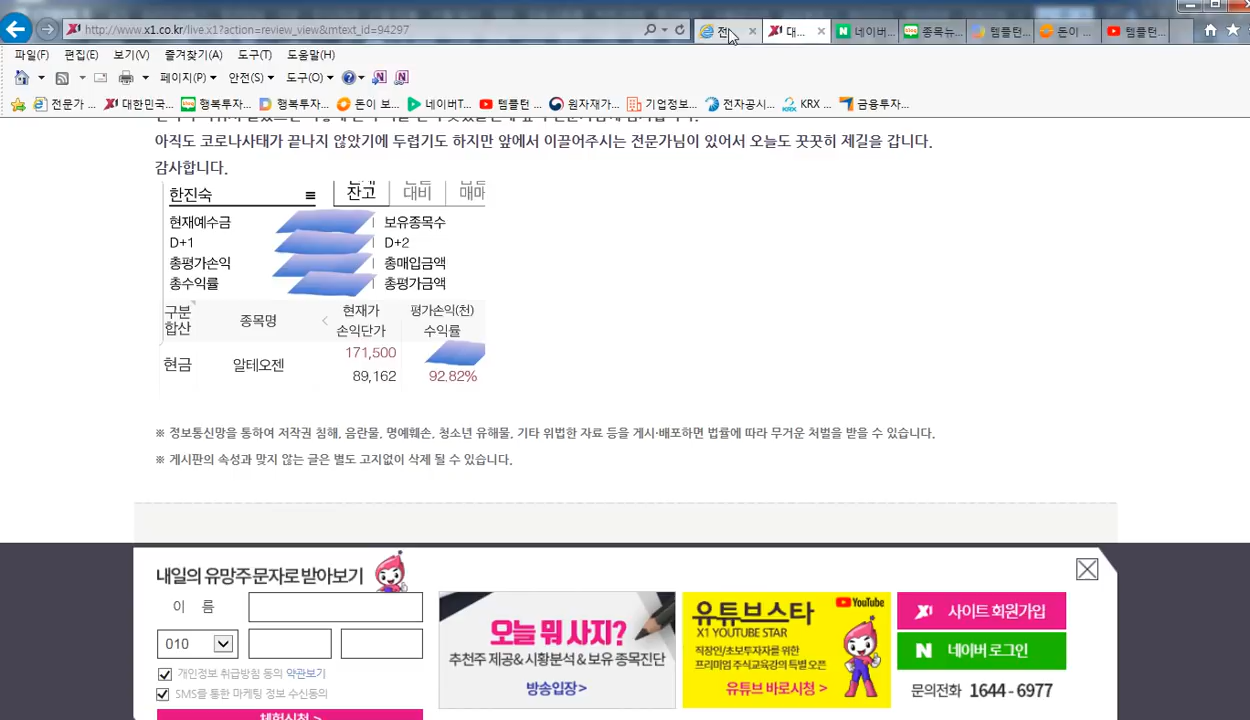 http://www.x1.co.kr/live.x1?action=review_view&mtext_id=94297
전
대...
네이버...
종목뉴...
템플턴...
돈이 ...
템플턴...
파일(F) 편집(E) 보기(V) 즐겨찾기(A) 도구(T) 도움말(H)
페이지(P) 안전(S) 도구(O)
전문가 ... 대한민국... 행복투자... 행복투자... 돈이 보... 네이버T... 템플턴 ... 원자재가... 기업정보... 전자공시... KRX ... 금융투자...
아직도 코로나사태가 끝나지 않았기에 두렵기도 하지만 앞에서 이끌어주시는 전문가님이 있어서 오늘도 꿋꿋히 제길을 갑니다.
감사합니다.
한진숙
잔고 대비 매매
현재예수금 보유종목수
D+1 D+2
총평가손익 총매입금액
총수익률 총평가금액
구분 합산 종목명 현재가 손익단가 평가손익(천) 수익률
현금 알테오젠 171,500
89,162 92.82%
※ 정보통신망을 통하여 저작권 침해, 음란물, 명예훼손, 청소년 유해물, 기타 위법한 자료 등을 게시·배포하면 법률에 따라 무거운 처벌을 받을 수 있습니다.
※ 게시판의 속성과 맞지 않는 글은 별도 고지없이 삭제 될 수 있습니다.
내일의 유망주 문자로 받아보기
이 름
010
개인정보 취급방침 동의 약관보기
SMS를 통한 마케팅 정보 수신동의
체험신청 >
오늘 뭐 사지?
추천주 제공 & 시황분석 & 보유 종목진단
방송입장 >
YouTube
유튜브스타
X1 YOUTUBE STAR
직장인/초보투자자를 위한
프리미엄 주식교육강의 특별 오픈
유튜브 바로시청 >
X1 사이트 회원가입
N 네이버 로그인
문의전화 1644 - 6977